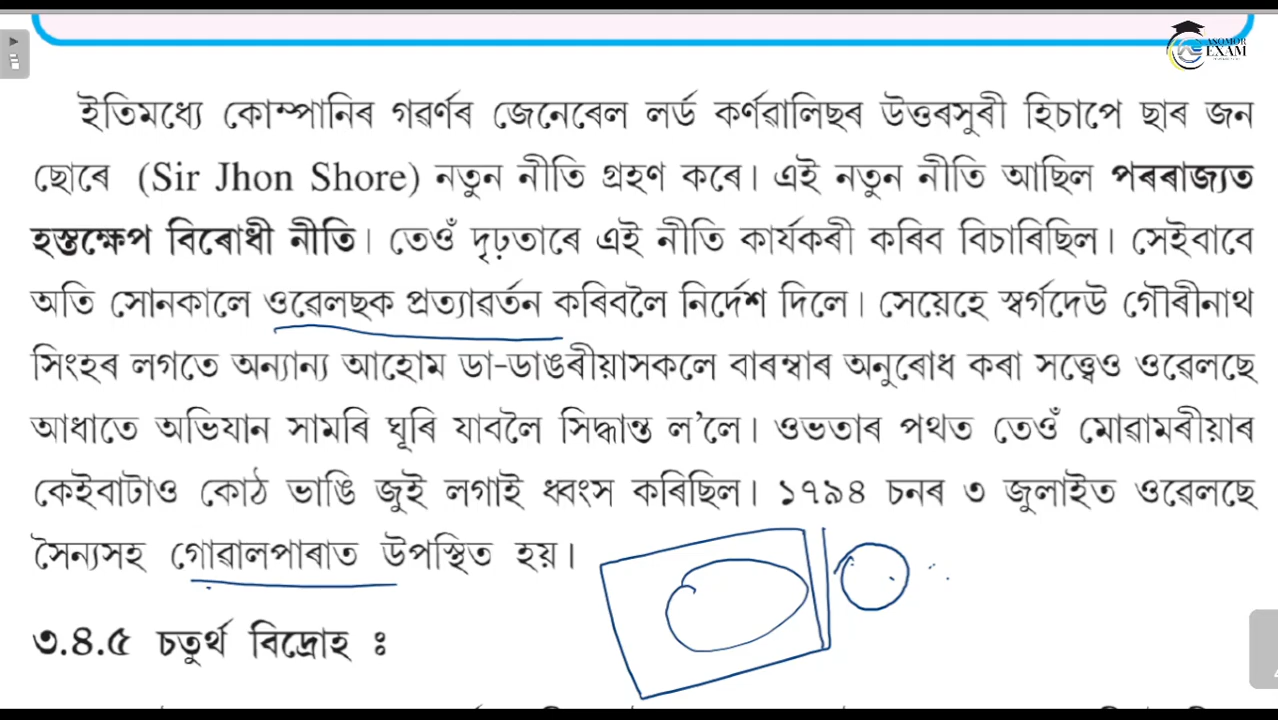 ASOMOR
EXAM
ইতিমধ্যে কোম্পানিৰ গৱৰ্ণৰ জেনেৰেল লৰ্ড কৰ্ণৱালিছৰ উত্তৰসুৰী হিচাপে ছাৰ জন
ছোৰে (Sir Jhon Shore) নতুন নীতি গ্ৰহণ কৰে। এই নতুন নীতি আছিল পৰৰাজ্যত
হস্তক্ষেপ বিৰোধী নীতি। তেওঁ দৃঢ়তাৰে এই নীতি কাৰ্যকৰী কৰিব বিচাৰিছিল। সেইবাবে
অতি সোনকালে ওৱেলছক প্ৰত্যাৱৰ্তন কৰিবলৈ নিৰ্দেশ দিলে। সেয়েহে স্বৰ্গদেউ গৌৰীনাথ
সিংহৰ লগতে অন্যান্য আহোম ডা-ডাঙৰীয়াসকলে বাৰম্বাৰ অনুৰোধ কৰা সত্ত্বেও ওৱেলছে
আধাতে অভিযান সামৰি ঘূৰি যাবলৈ সিদ্ধান্ত ল’লে। ওভতাৰ পথত তেওঁ মোৱামৰীয়াৰ
কেইবাটাও কোঠ ভাঙি জুই লগাই ধ্বংস কৰিছিল। ১৭৯৪ চনৰ ৩ জুলাইত ওৱেলছে
সৈন্যসহ গোৱালপাৰাত উপস্থিত হয়।
৩.৪.৫ চতুৰ্থ বিদ্ৰোহ ঃ